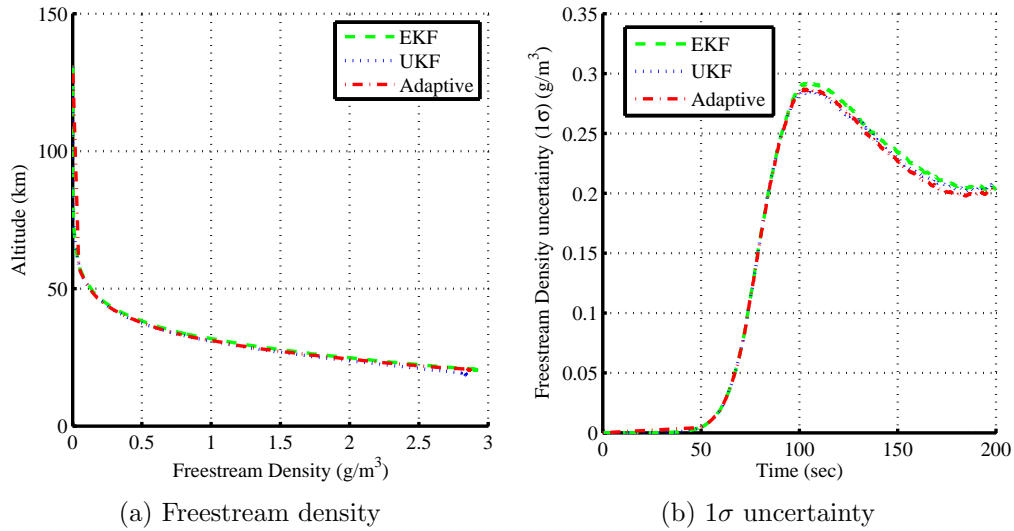 150
100
50
0
Altitude (km)
0
0.5
1
1.5
2
2.5
3
Freestream Density (g/m³)
EKF
UKF
Adaptive
(a) Freestream density
0.35
0.3
0.25
0.2
0.15
0.1
0.05
0
Freestream Density uncertainty (1σ) (g/m³)
0
50
100
150
200
Time (sec)
EKF
UKF
Adaptive
(b) 1σ uncertainty